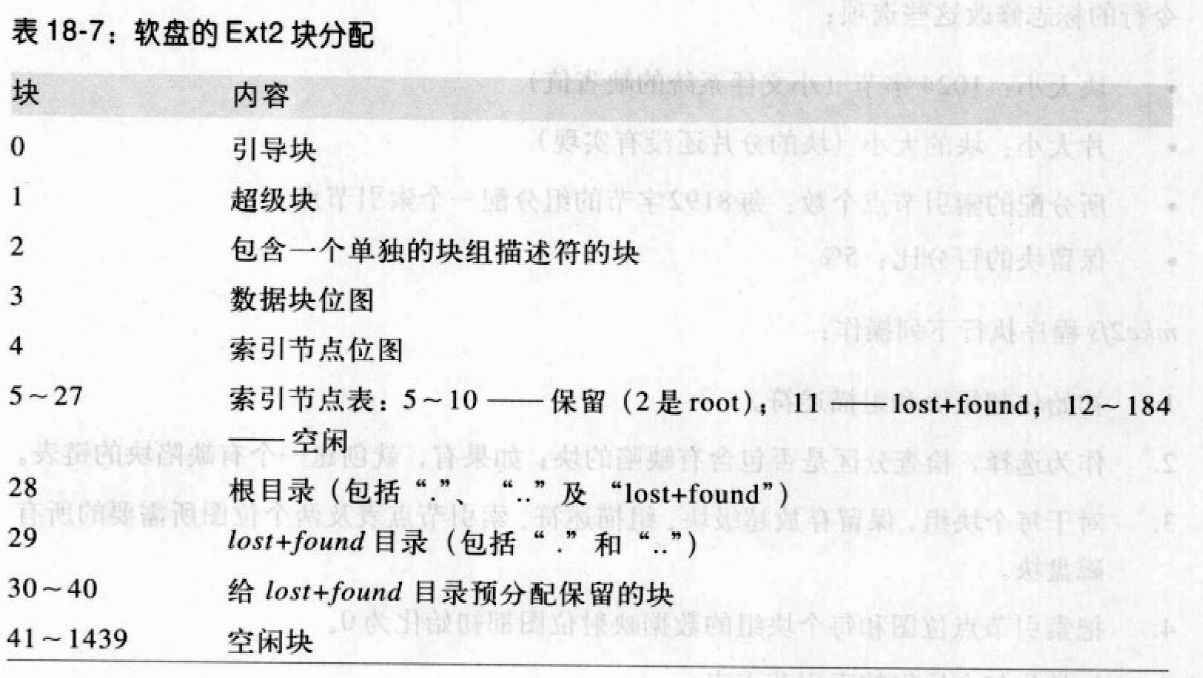 表 18-7：软盘的 Ext2 块分配
块 内容
0 引导块
1 超级块
2 包含一个单独的块组描述符的块
3 数据块位图
4 索引节点位图
5～27 索引节点表：5～10 —— 保留（2 是 root）；111 —— lost+found；12～184
—— 空闲
28 根目录（包括“.”、 “..” 及 “lost+found”）
29 lost+found 目录（包括“ .” 和“..”）
30～40 给 lost+found 目录预分配保留的块
41～1439 空闲块